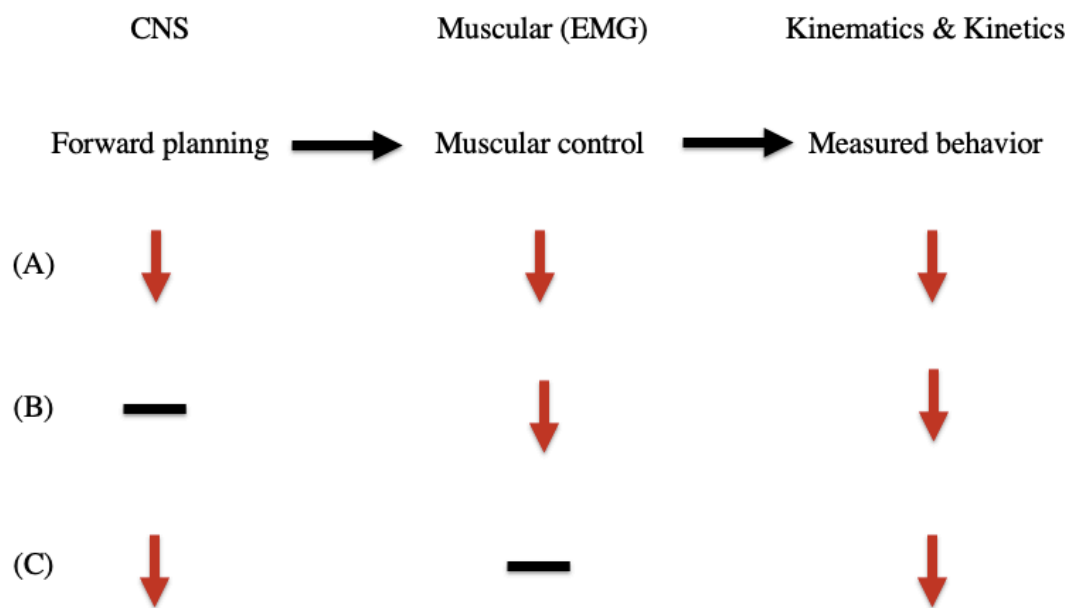 CNS Muscular (EMG) Kinematics & Kinetics
Forward planning Muscular control Measured behavior
(A)
(B)
(C)